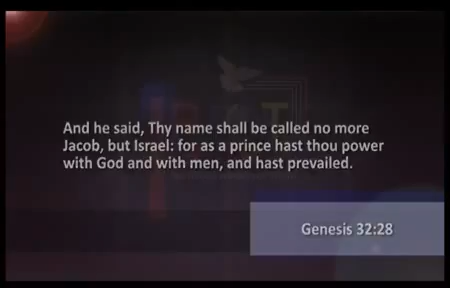 And he said, Thy name shall be called no more
Jacob, but Israel: for as a prince hast thou power
with God and with men, and hast prevailed.
Genesis 32:28